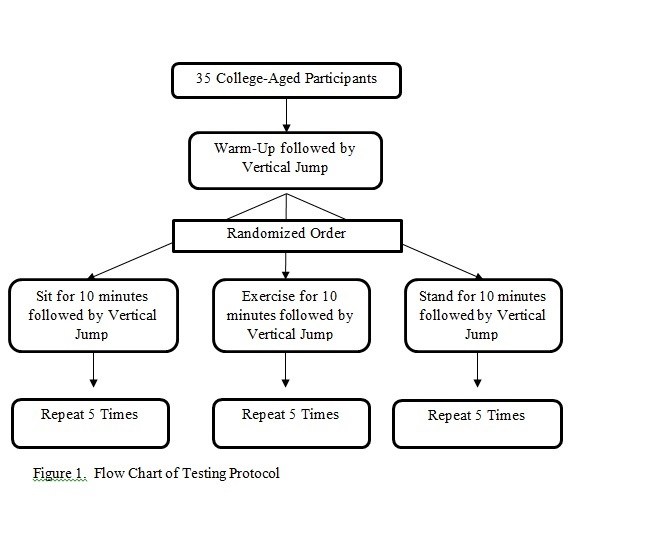 35 College-Aged Participants
Warm-Up followed by
Vertical Jump
Randomized Order
Sit for 10 minutes
followed by Vertical
Jump
Exercise for 10
minutes followed by
Vertical Jump
Stand for 10 minutes
followed by Vertical
Jump
Repeat 5 Times
Repeat 5 Times
Repeat 5 Times
Figure 1.  Flow Chart of Testing Protocol